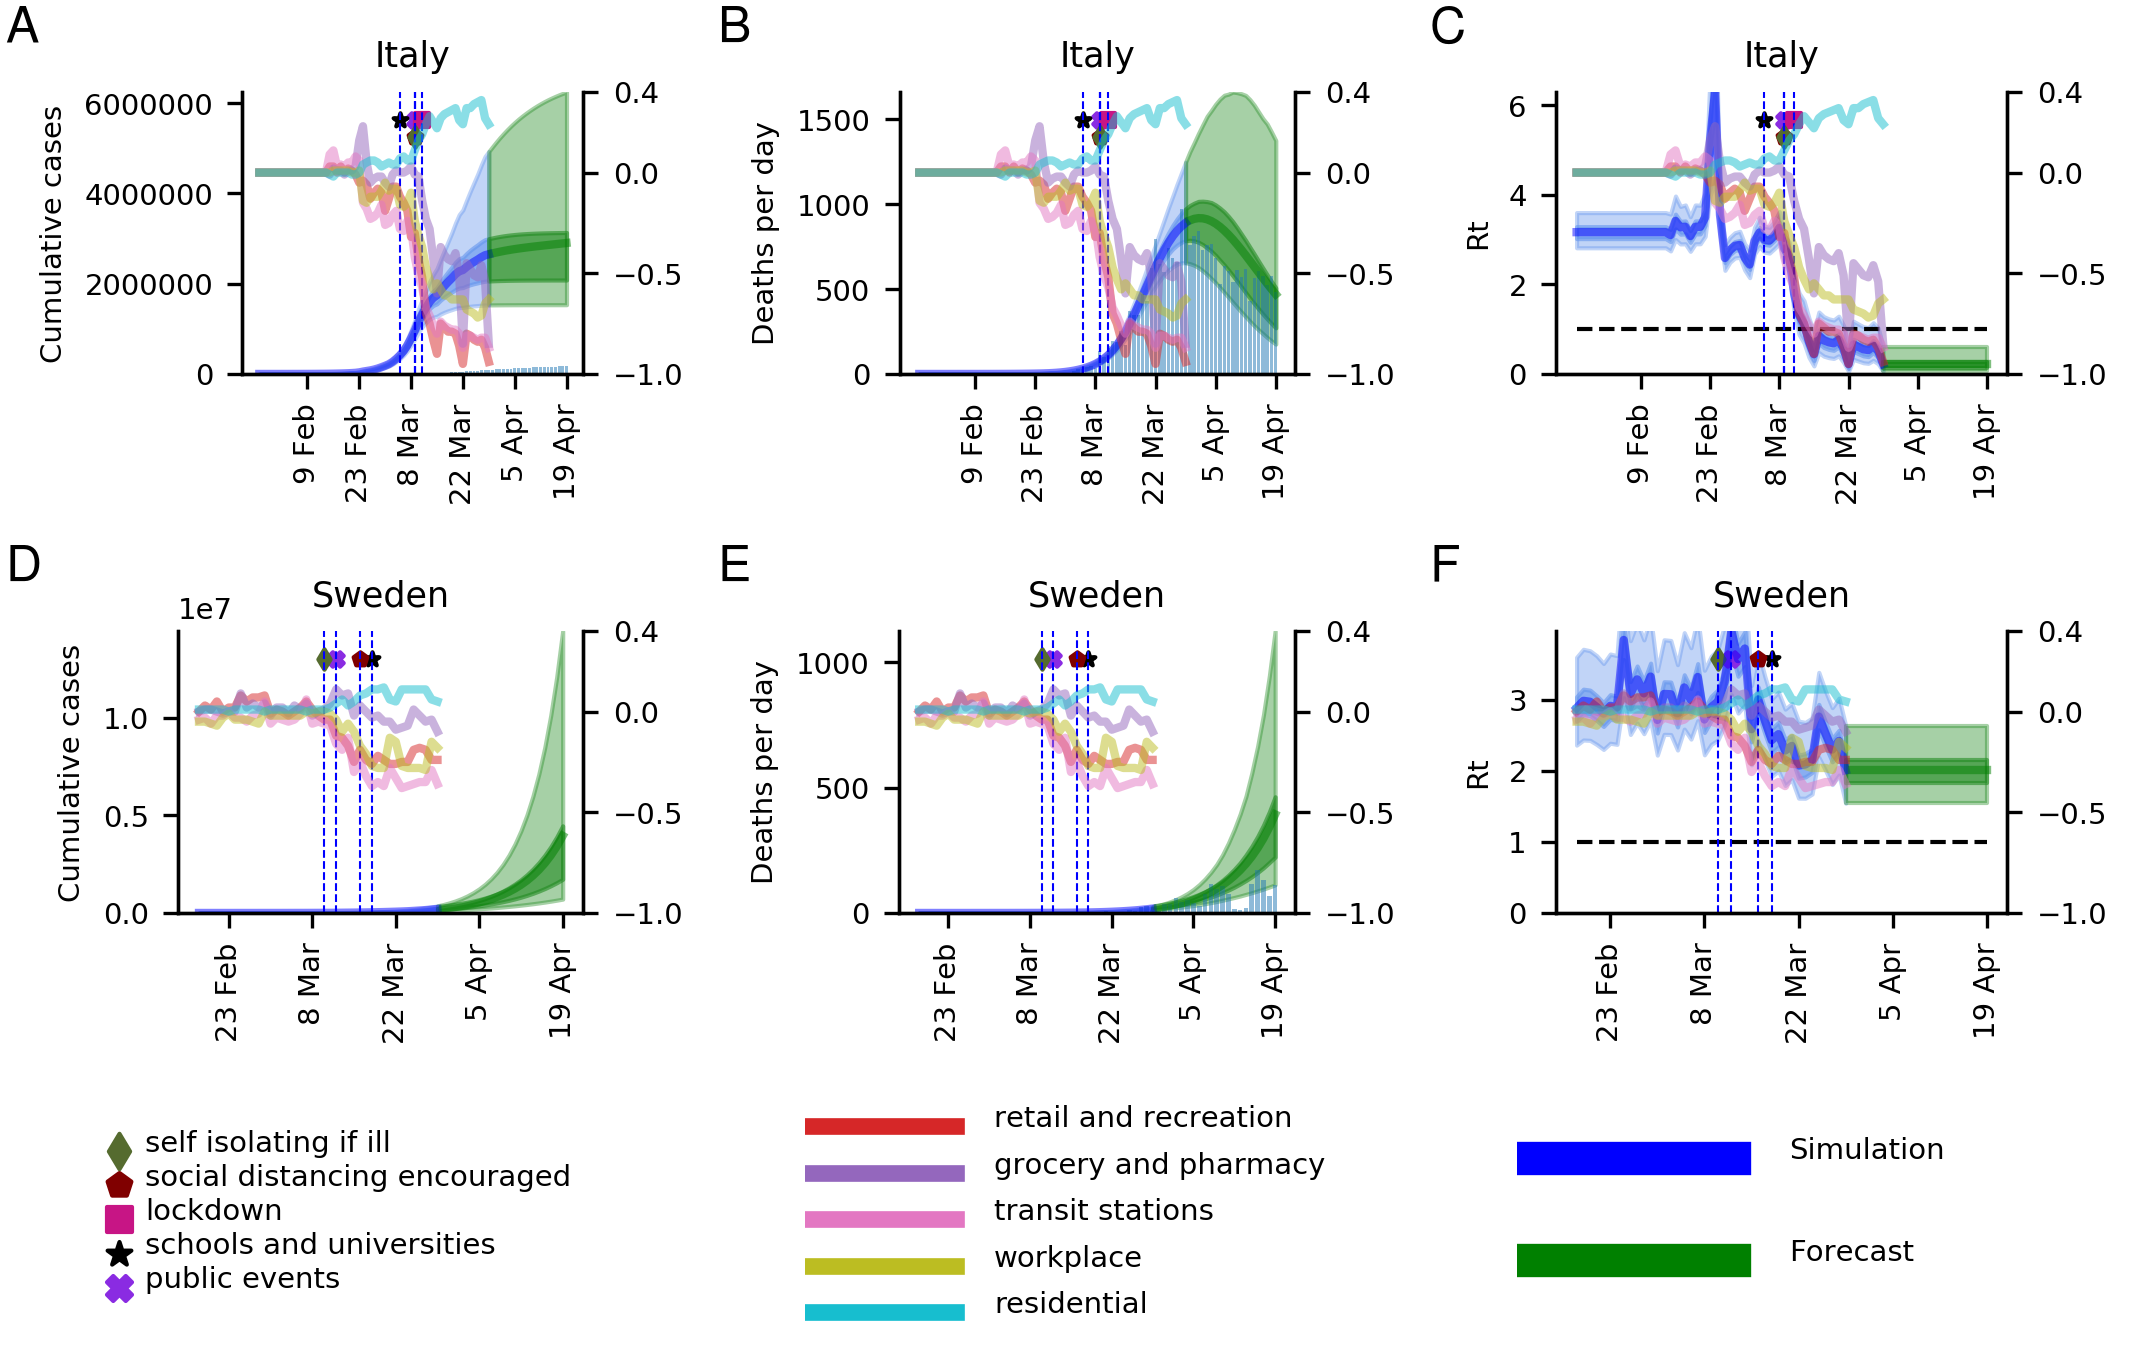 A
Italy
Cumulative cases
6000000
4000000
2000000
0
0.4
0.0
−0.5
−1.0
9 Feb
23 Feb
8 Mar
22 Mar
5 Apr
19 Apr
B
Italy
Deaths per day
1500
1000
500
0
0.4
0.0
−0.5
−1.0
9 Feb
23 Feb
8 Mar
22 Mar
5 Apr
19 Apr
C
Italy
Rt
6
4
2
0
0.4
0.0
−0.5
−1.0
9 Feb
23 Feb
8 Mar
22 Mar
5 Apr
19 Apr
D
Sweden
1e7
Cumulative cases
1.0
0.5
0.0
0.4
0.0
−0.5
−1.0
23 Feb
8 Mar
22 Mar
5 Apr
19 Apr
E
Sweden
Deaths per day
1000
500
0
0.4
0.0
−0.5
−1.0
23 Feb
8 Mar
22 Mar
5 Apr
19 Apr
F
Sweden
Rt
3
2
1
0
0.4
0.0
−0.5
−1.0
23 Feb
8 Mar
22 Mar
5 Apr
19 Apr
self isolating if ill
social distancing encouraged
lockdown
schools and universities
public events
retail and recreation
grocery and pharmacy
transit stations
workplace
residential
Simulation
Forecast